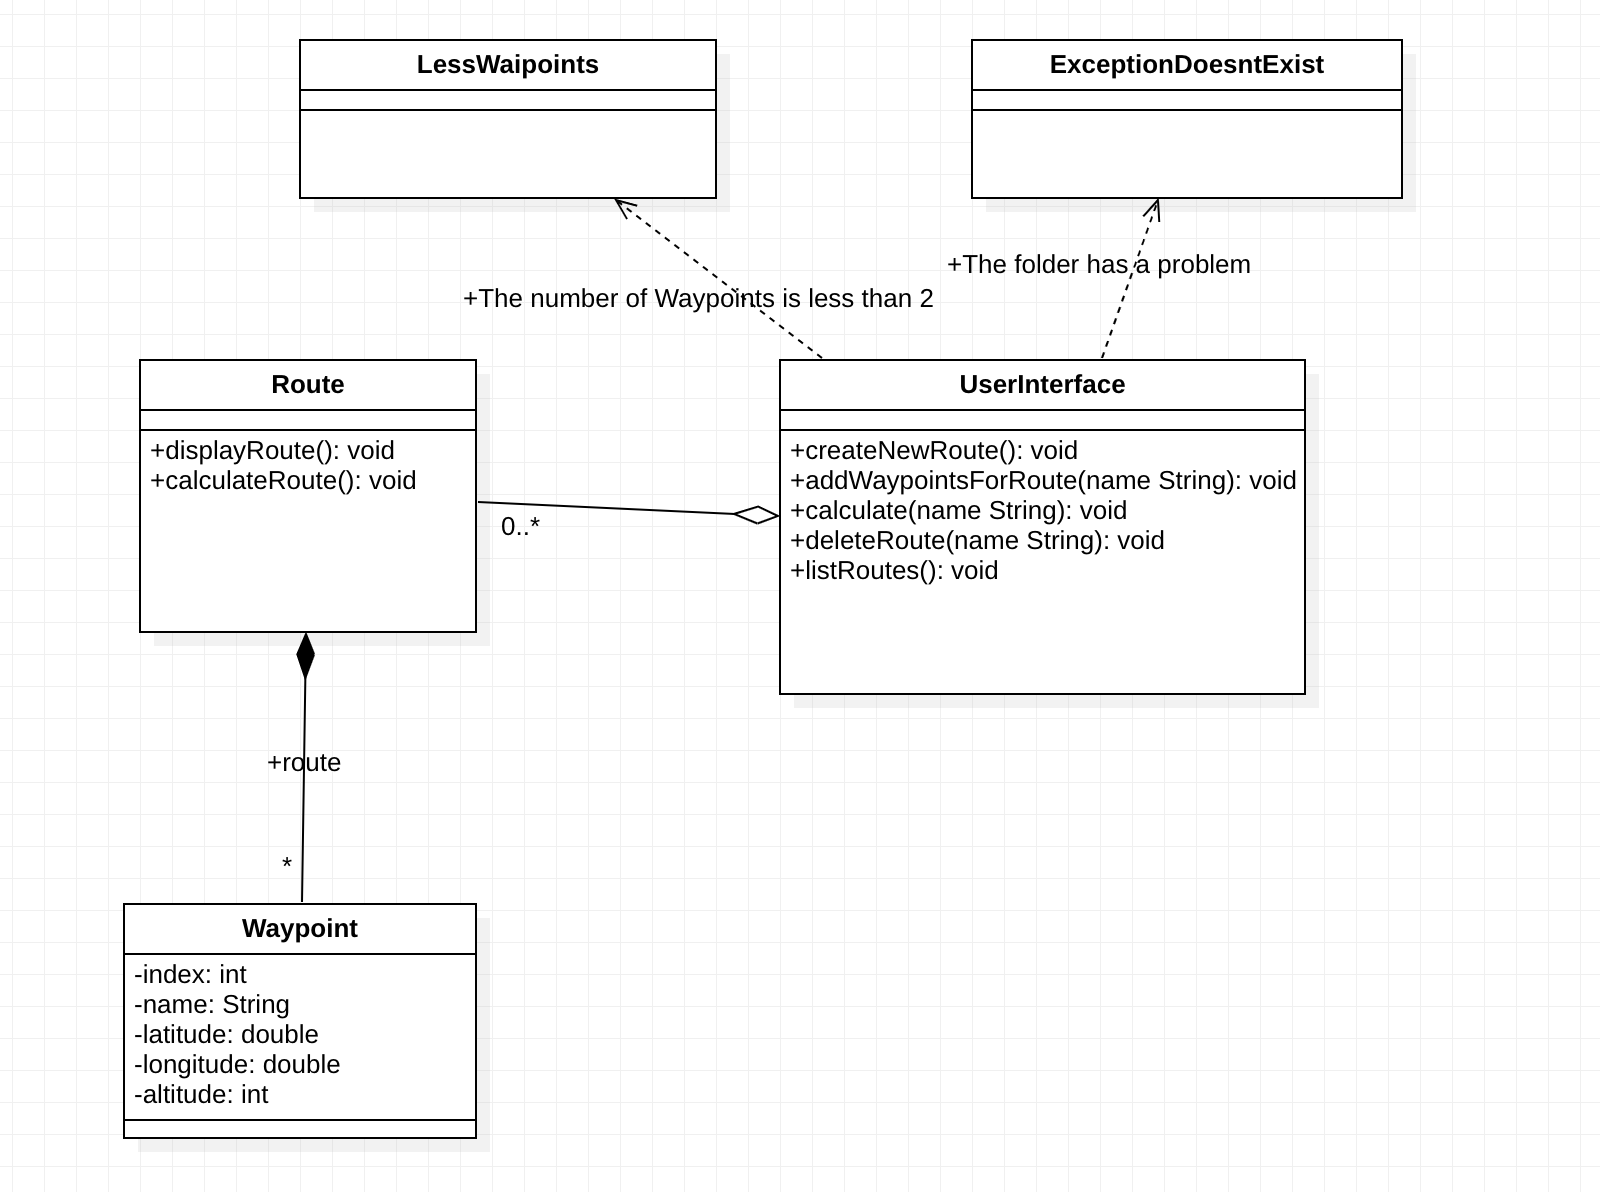 LessWaipoints
ExceptionDoesntExist
+The folder has a problem
+The number of Waypoints is less than 2
Route
+displayRoute(): void
+calculateRoute(): void
0..*
UserInterface
+createNewRoute(): void
+addWaypointsForRoute(name String): void
+calculate(name String): void
+deleteRoute(name String): void
+listRoutes(): void
+route
*
Waypoint
-index: int
-name: String
-latitude: double
-longitude: double
-altitude: int